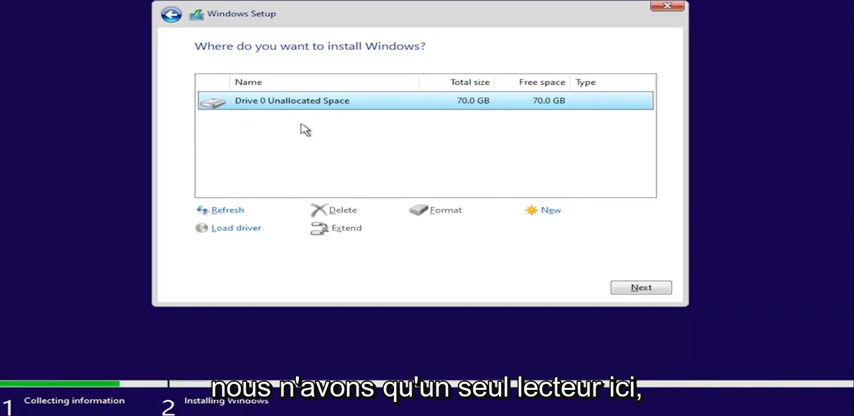 Windows Setup
Where do you want to install Windows?
Name Total size Free space Type
Drive 0 Unallocated Space 70.0 GB 70.0 GB
Refresh Delete Format New
Load driver Extend
Next
nous n'avons qu'un seul lecteur ici,
1 Collecting information 2 Installing Windows